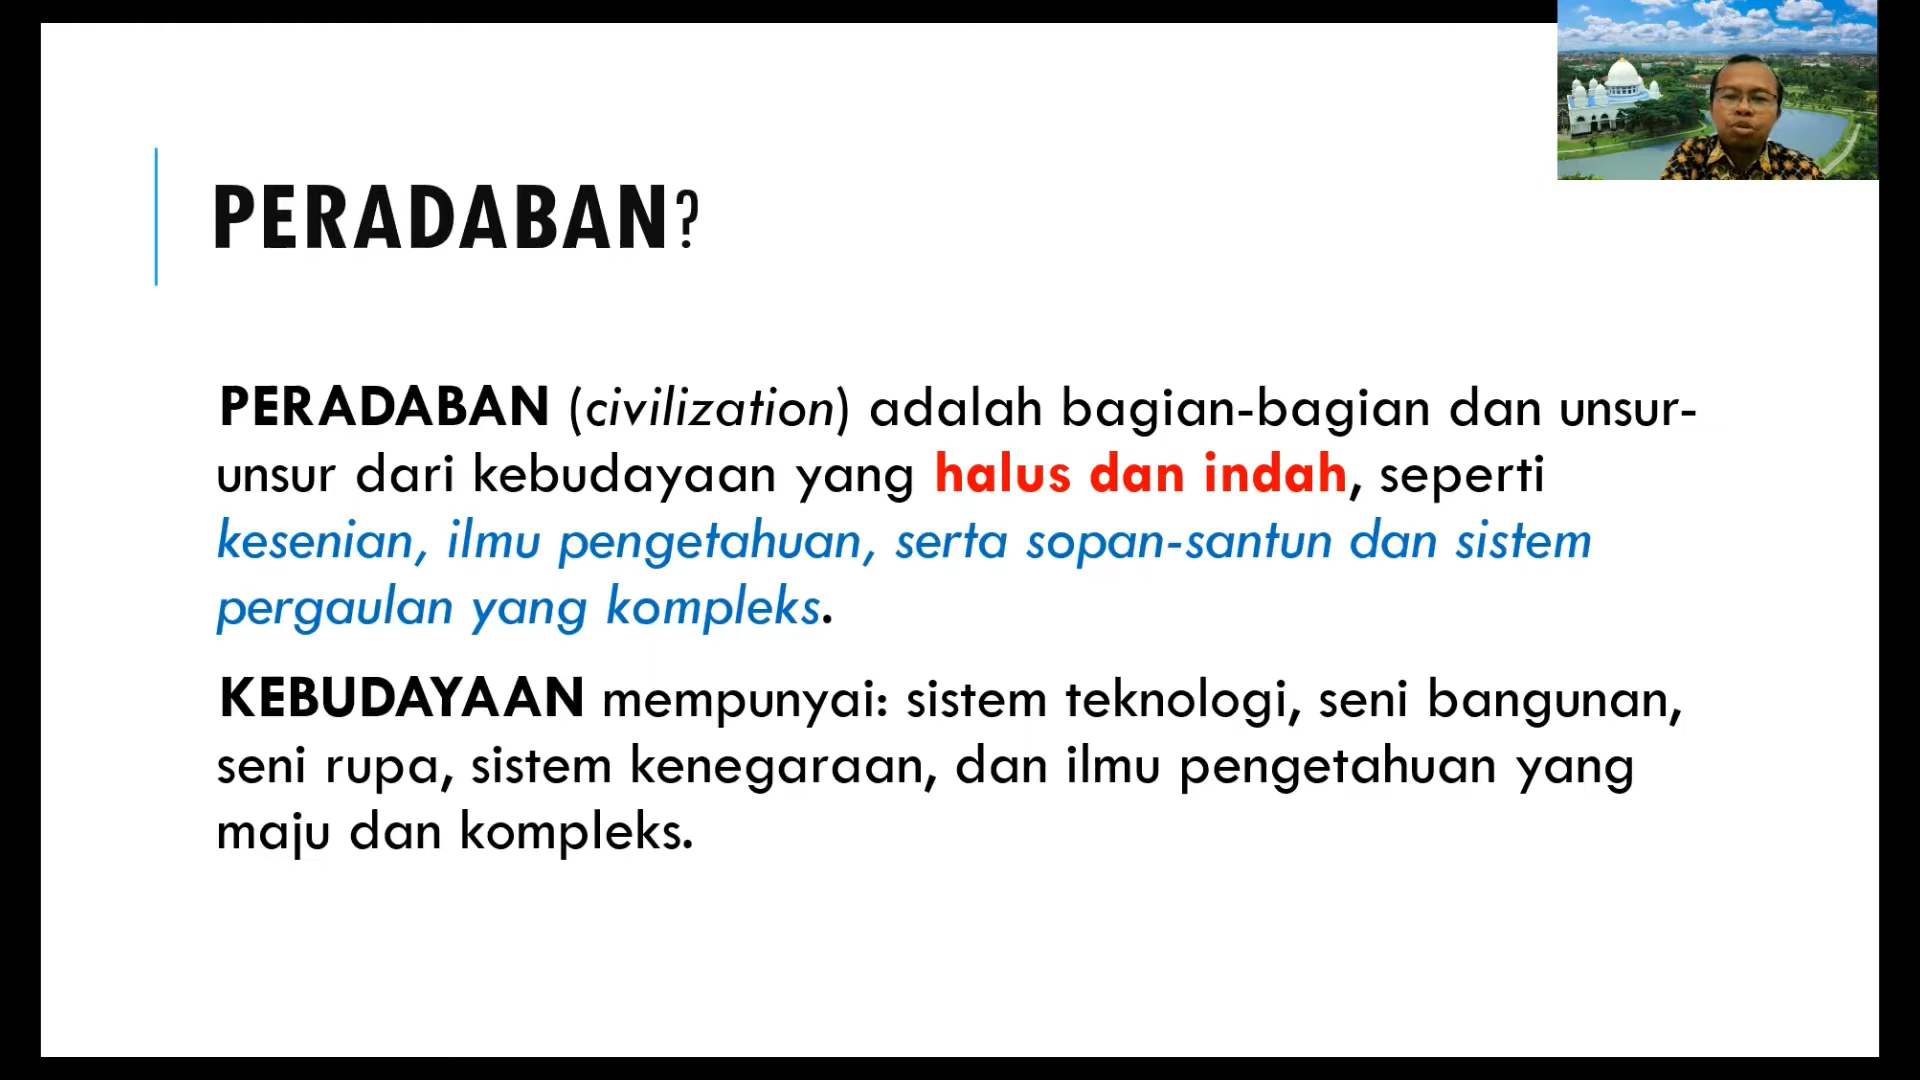 PERADABAN?
PERADABAN (civilization) adalah bagian-bagian dan unsur-
unsur dari kebudayaan yang halus dan indah, seperti
kesenian, ilmu pengetahuan, serta sopan-santun dan sistem
pergaulan yang kompleks.
KEBUDAYAAN mempunyai: sistem teknologi, seni bangunan,
seni rupa, sistem kenegaraan, dan ilmu pengetahuan yang
maju dan kompleks.